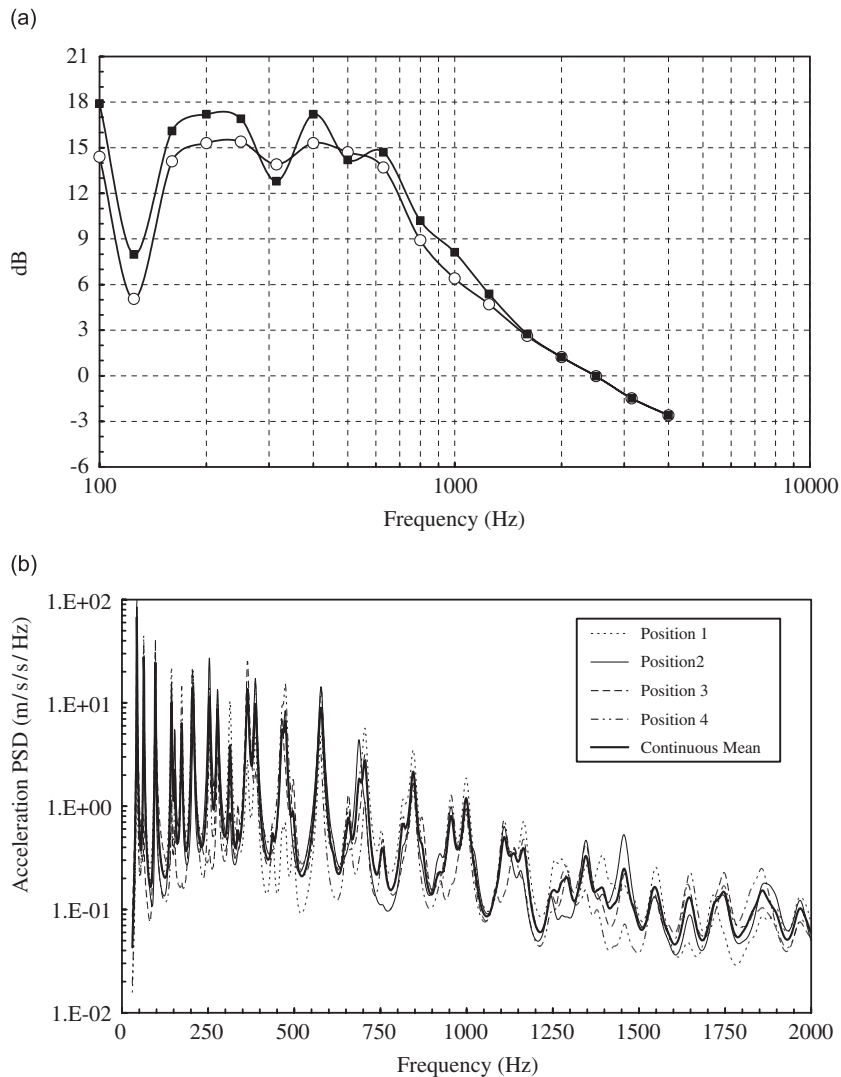 (a)
21
18
15
12
9
6
3
0
-3
-6
dB
100
1000
10000
Frequency (Hz)
(b)
1.E+02
1.E+01
1.E+00
1.E-01
1.E-02
Acceleration PSD (m/s/s/Hz)
Position 1
Position2
Position 3
Position 4
Continuous Mean
0
250
500
750
1000
1250
1500
1750
2000
Frequency (Hz)